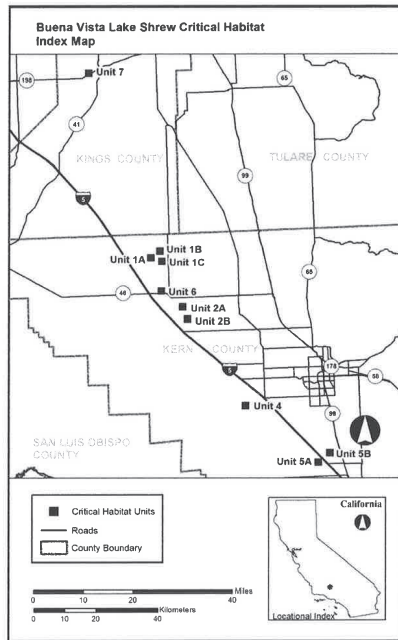 Buena Vista Lake Shrew Critical Habitat
Index Map
Unit 7
198
65
41
KINGS COUNTY
TULARE COUNTY
99
5
Unit 1B
Unit 1A
Unit 1C
65
46
Unit 6
Unit 2A
Unit 2B
KERN COUNTY
5
178
58
Unit 4
99
SAN LUIS OBISPO
COUNTY
Unit 5B
Unit 5A
Critical Habitat Units
Roads
County Boundary
California
Locational Index
Miles
0 10 20 40
Kilometers
0 10 20 40